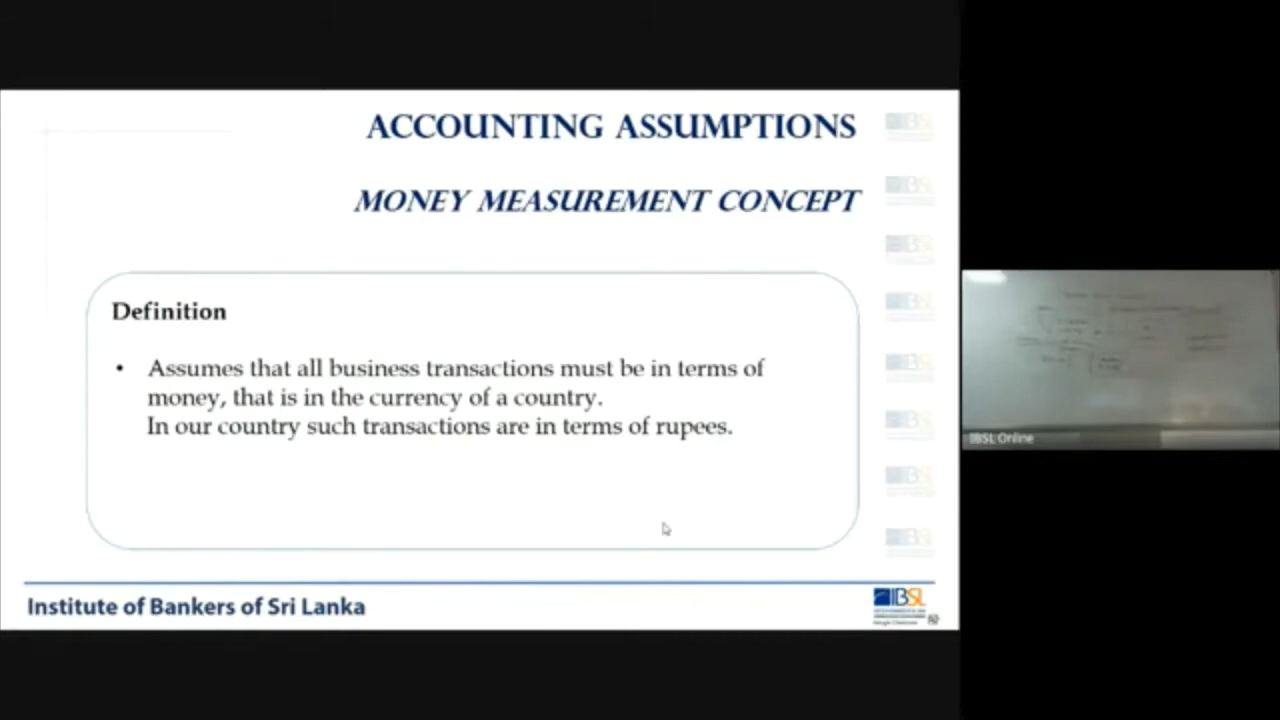 ACCOUNTING ASSUMPTIONS
MONEY MEASUREMENT CONCEPT
Definition
• Assumes that all business transactions must be in terms of
money, that is in the currency of a country.
In our country such transactions are in terms of rupees.
Institute of Bankers of Sri Lanka
IBSL
IBSL Online